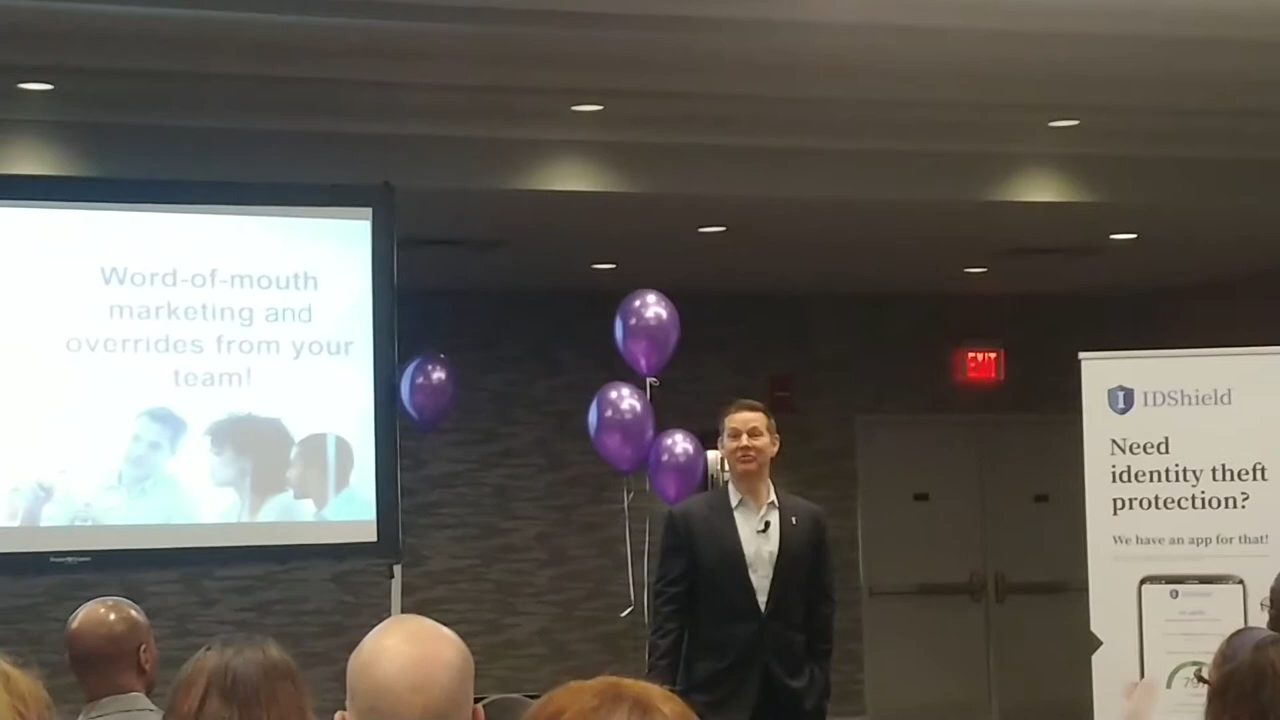 Word-of-mouth
marketing and
overrides from your
team!
EXIT
IDShield
Need
identity theft
protection?
We have an app for that!